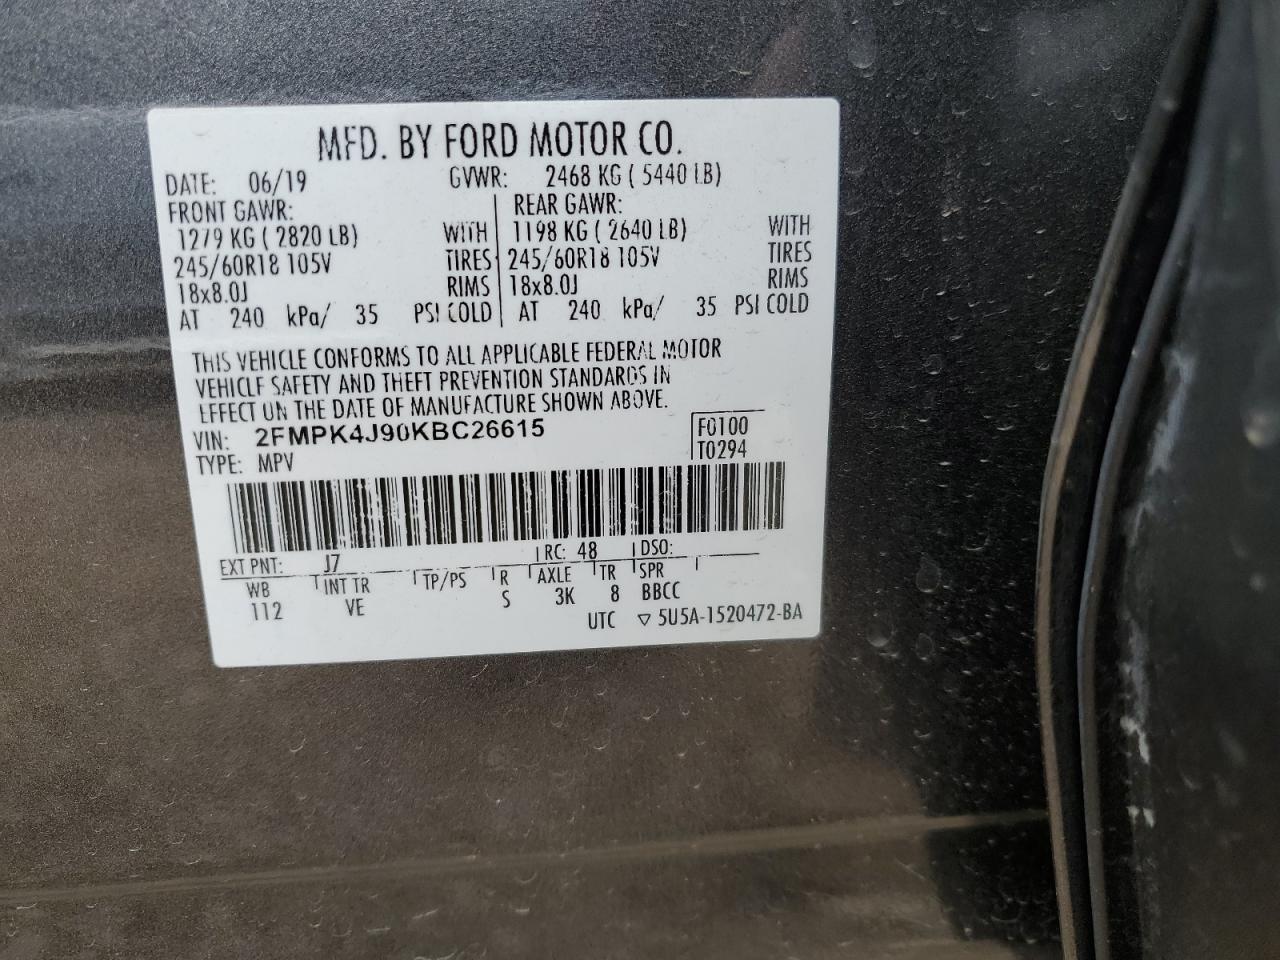 MFD. BY FORD MOTOR CO.
DATE: 06/19 GVWR: 2468 KG ( 5440 LB)
FRONT GAWR: REAR GAWR:
1279 KG ( 2820 LB) WITH 1198 KG ( 2640 LB) WITH
245/60R18 105V TIRES 245/60R18 105V TIRES
18x8.0J RIMS 18x8.0J RIMS
AT 240 kPa/ 35 PSI COLD AT 240 kPa/ 35 PSI COLD
THIS VEHICLE CONFORMS TO ALL APPLICABLE FEDERAL MOTOR
VEHICLE SAFETY AND THEFT PREVENTION STANDARDS IN
EFFECT ON THE DATE OF MANUFACTURE SHOWN ABOVE.
VIN: 2FMPK4J90KBC26615 F0100
TYPE: MPV T0294
EXT PNT: J7 RC: 48 DSO:
WB INT TR TP/PS R AXLE TR SPR
112 VE S 3K 8 BBCC
UTC ▽ 5U5A-1520472-BA